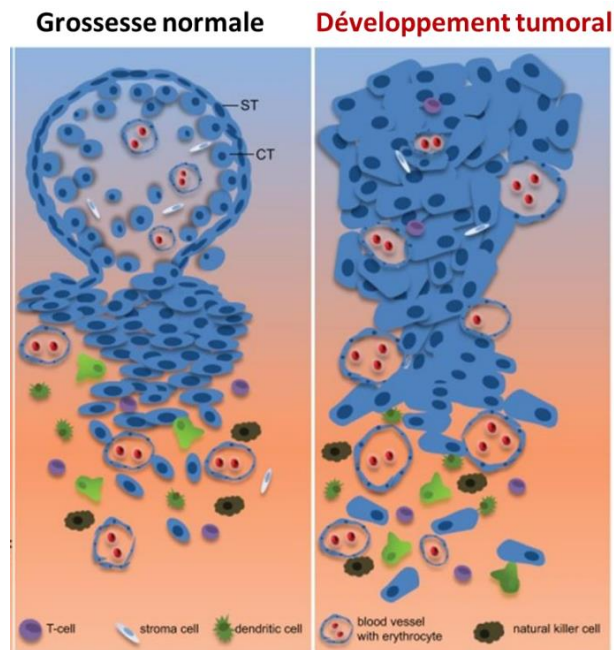 Grossesse normale
Développement tumoral
ST
CT
T-cell
stroma cell
dendritic cell
blood vessel
with erythrocyte
natural killer cell